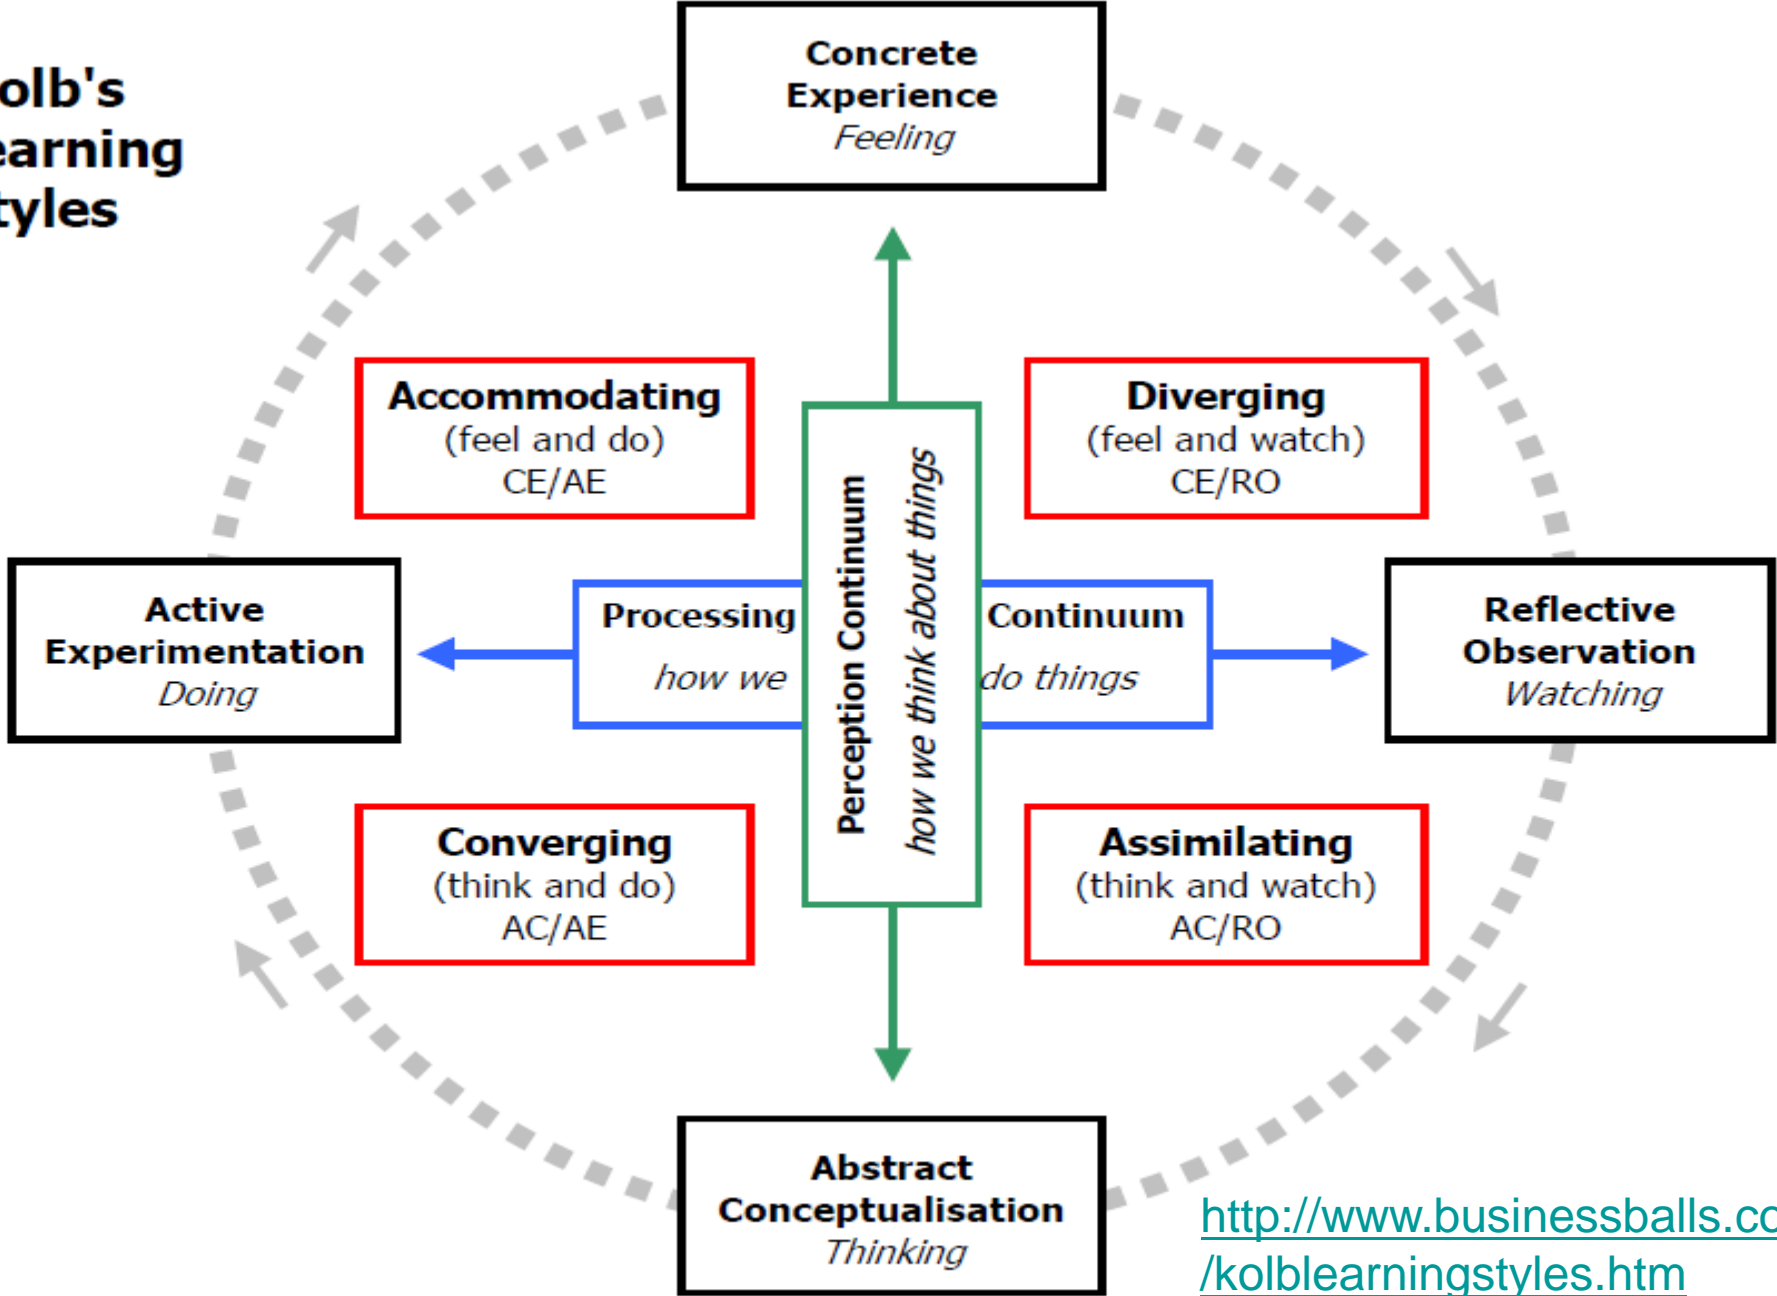 olb's
earning
tyles
Concrete
Experience
Feeling
Accommodating
(feel and do)
CE/AE
Diverging
(feel and watch)
CE/RO
Active
Experimentation
Doing
Processing Continuum
how we do things
Perception Continuum
how we think about things
Reflective
Observation
Watching
Converging
(think and do)
AC/AE
Assimilating
(think and watch)
AC/RO
Abstract
Conceptualisation
Thinking
http://www.businessballs.co
/kolblearningstyles.htm